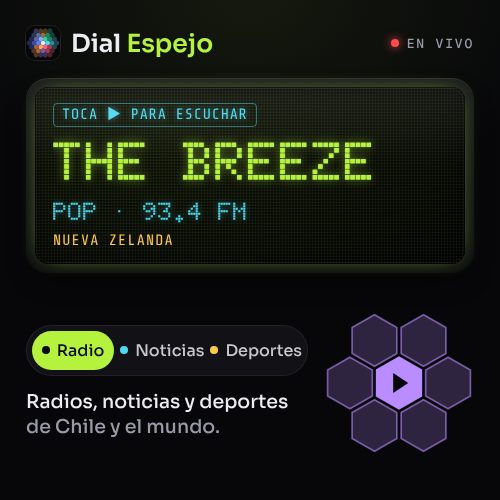 Dial Espejo
EN VIVO
TOCA ▶ PARA ESCUCHAR
THE BREEZE
POP · 93.4 FM
NUEVA ZELANDA
Radio
Noticias
Deportes
Radios, noticias y deportes
de Chile y el mundo.